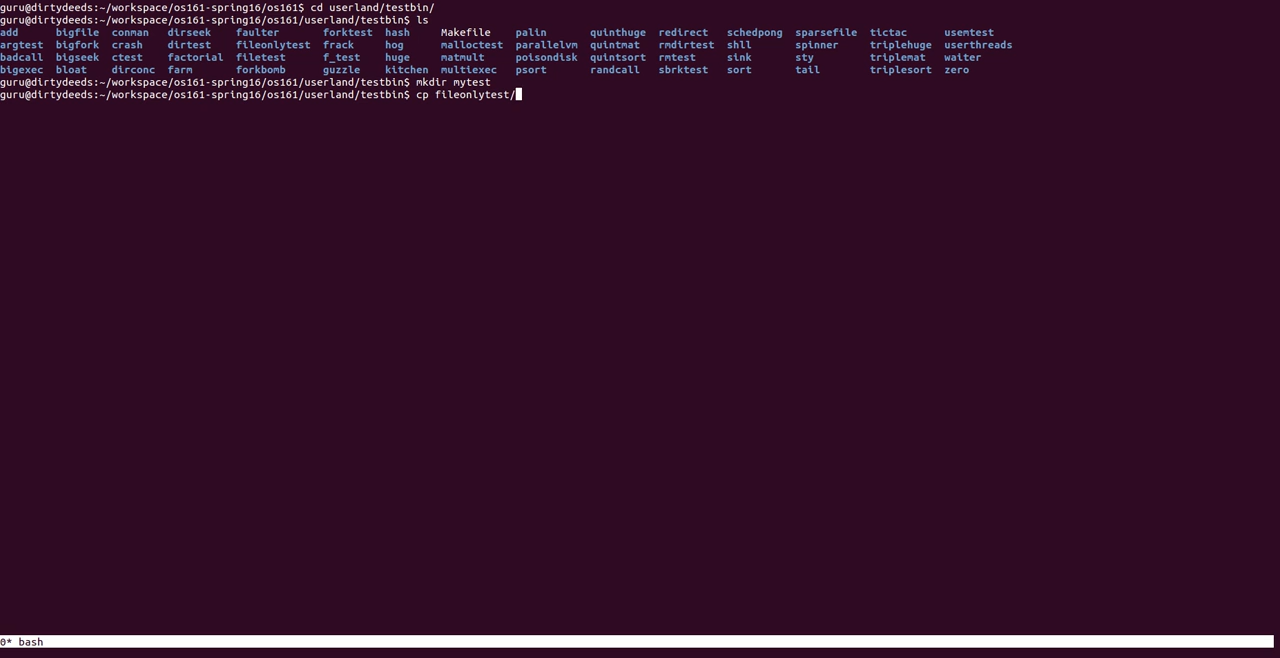 guru@dirtydeeds:~/workspace/os161-spring16/os161$ cd userland/testbin/
guru@dirtydeeds:~/workspace/os161-spring16/os161/userland/testbin$ ls
add bigfile conman dirseek faulter forktest hash Makefile palin quinthuge redirect schedpong sparsefile tictac usemtest
argtest bigfork crash dirtest fileonlytest frack hog malloctest parallelvm quintmat rmdirtest shll spinner triplehuge userthreads
badcall bigseek ctest factorial filetest f_test huge matmult poisondisk quintsort rmtest sink sty triplemat waiter
bigexec bloat dirconc farm forkbomb guzzle kitchen multiexec psort randcall sbrktest sort tail triplesort zero
guru@dirtydeeds:~/workspace/os161-spring16/os161/userland/testbin$ mkdir mytest
guru@dirtydeeds:~/workspace/os161-spring16/os161/userland/testbin$ cp fileonlytest/
0* bash